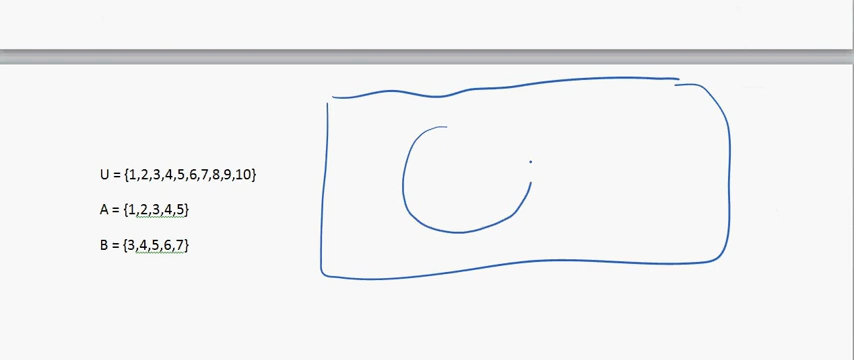 U = {1,2,3,4,5,6,7,8,9,10}
A = {1,2,3,4,5}
B = {3,4,5,6,7}